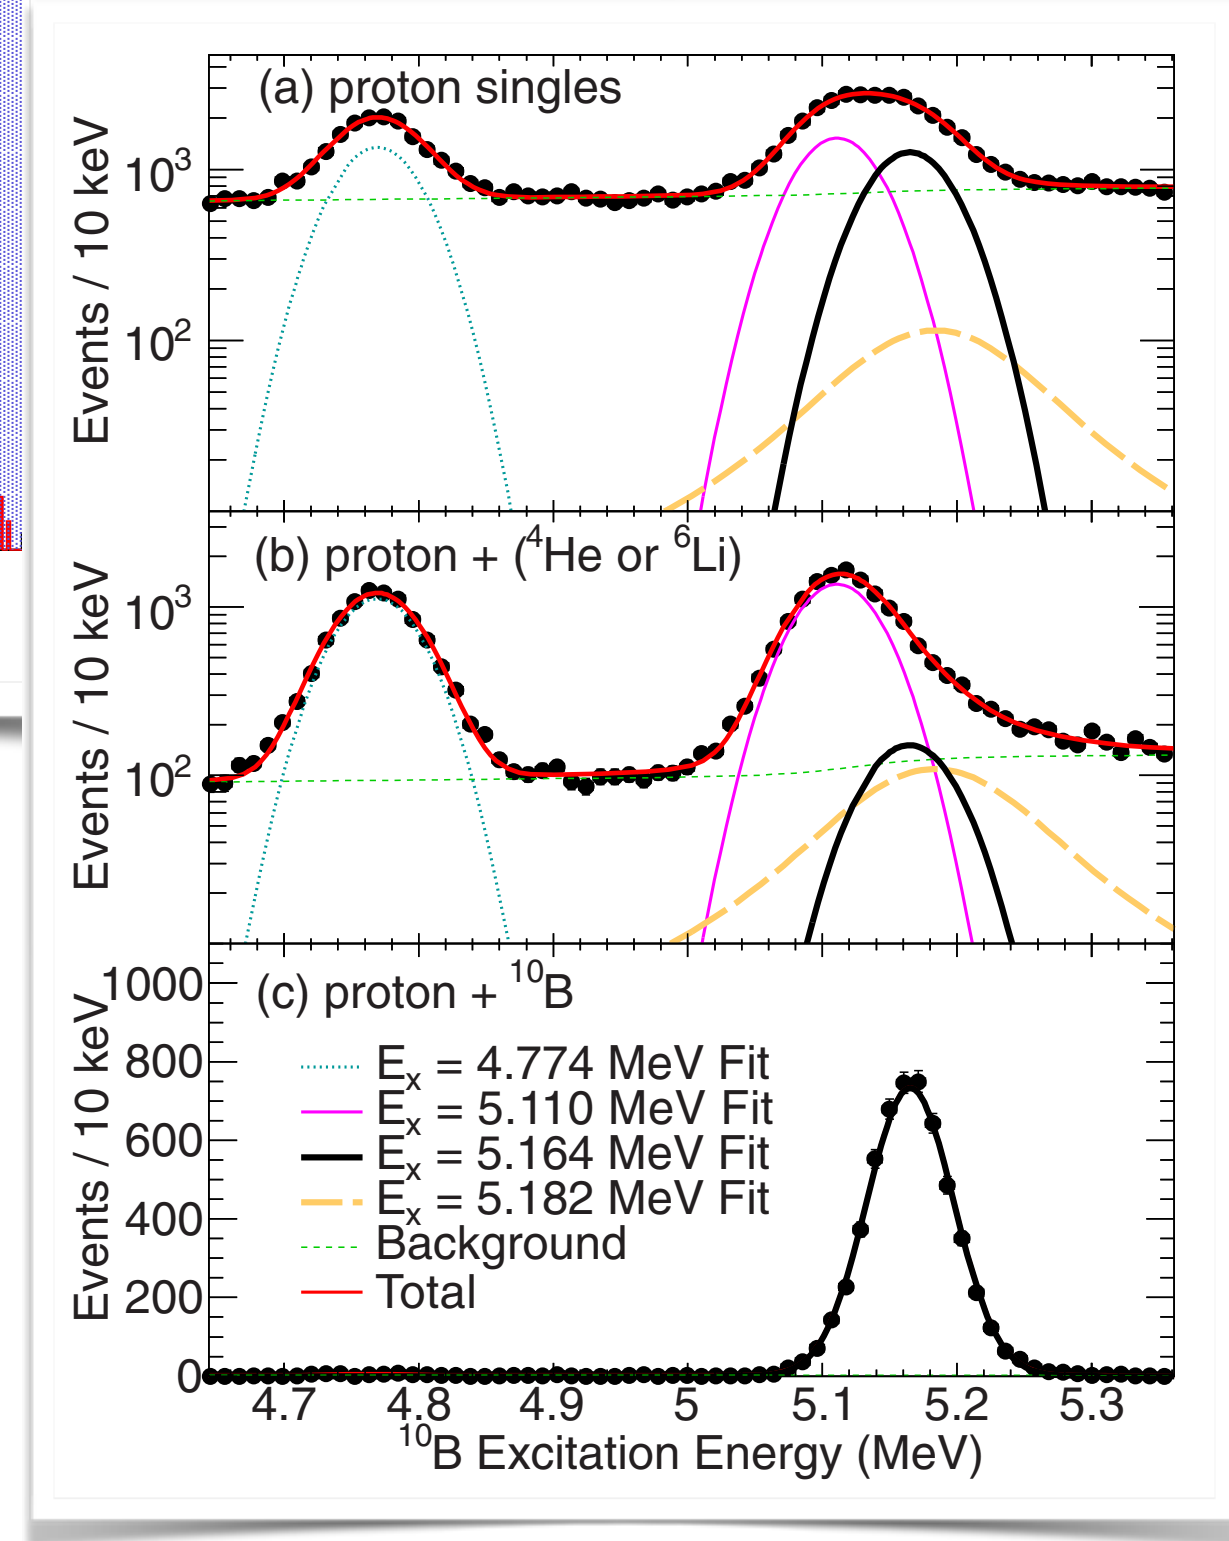 (a) proton singles
Events / 10 keV
10³
10²
(b) proton + (⁴He or ⁶Li)
Events / 10 keV
10³
10²
(c) proton + ¹⁰B
Events / 10 keV
1000
800
600
400
200
0
Eₓ = 4.774 MeV Fit
Eₓ = 5.110 MeV Fit
Eₓ = 5.164 MeV Fit
Eₓ = 5.182 MeV Fit
Background
Total
4.7 4.8 4.9 5 5.1 5.2 5.3
¹⁰B Excitation Energy (MeV)